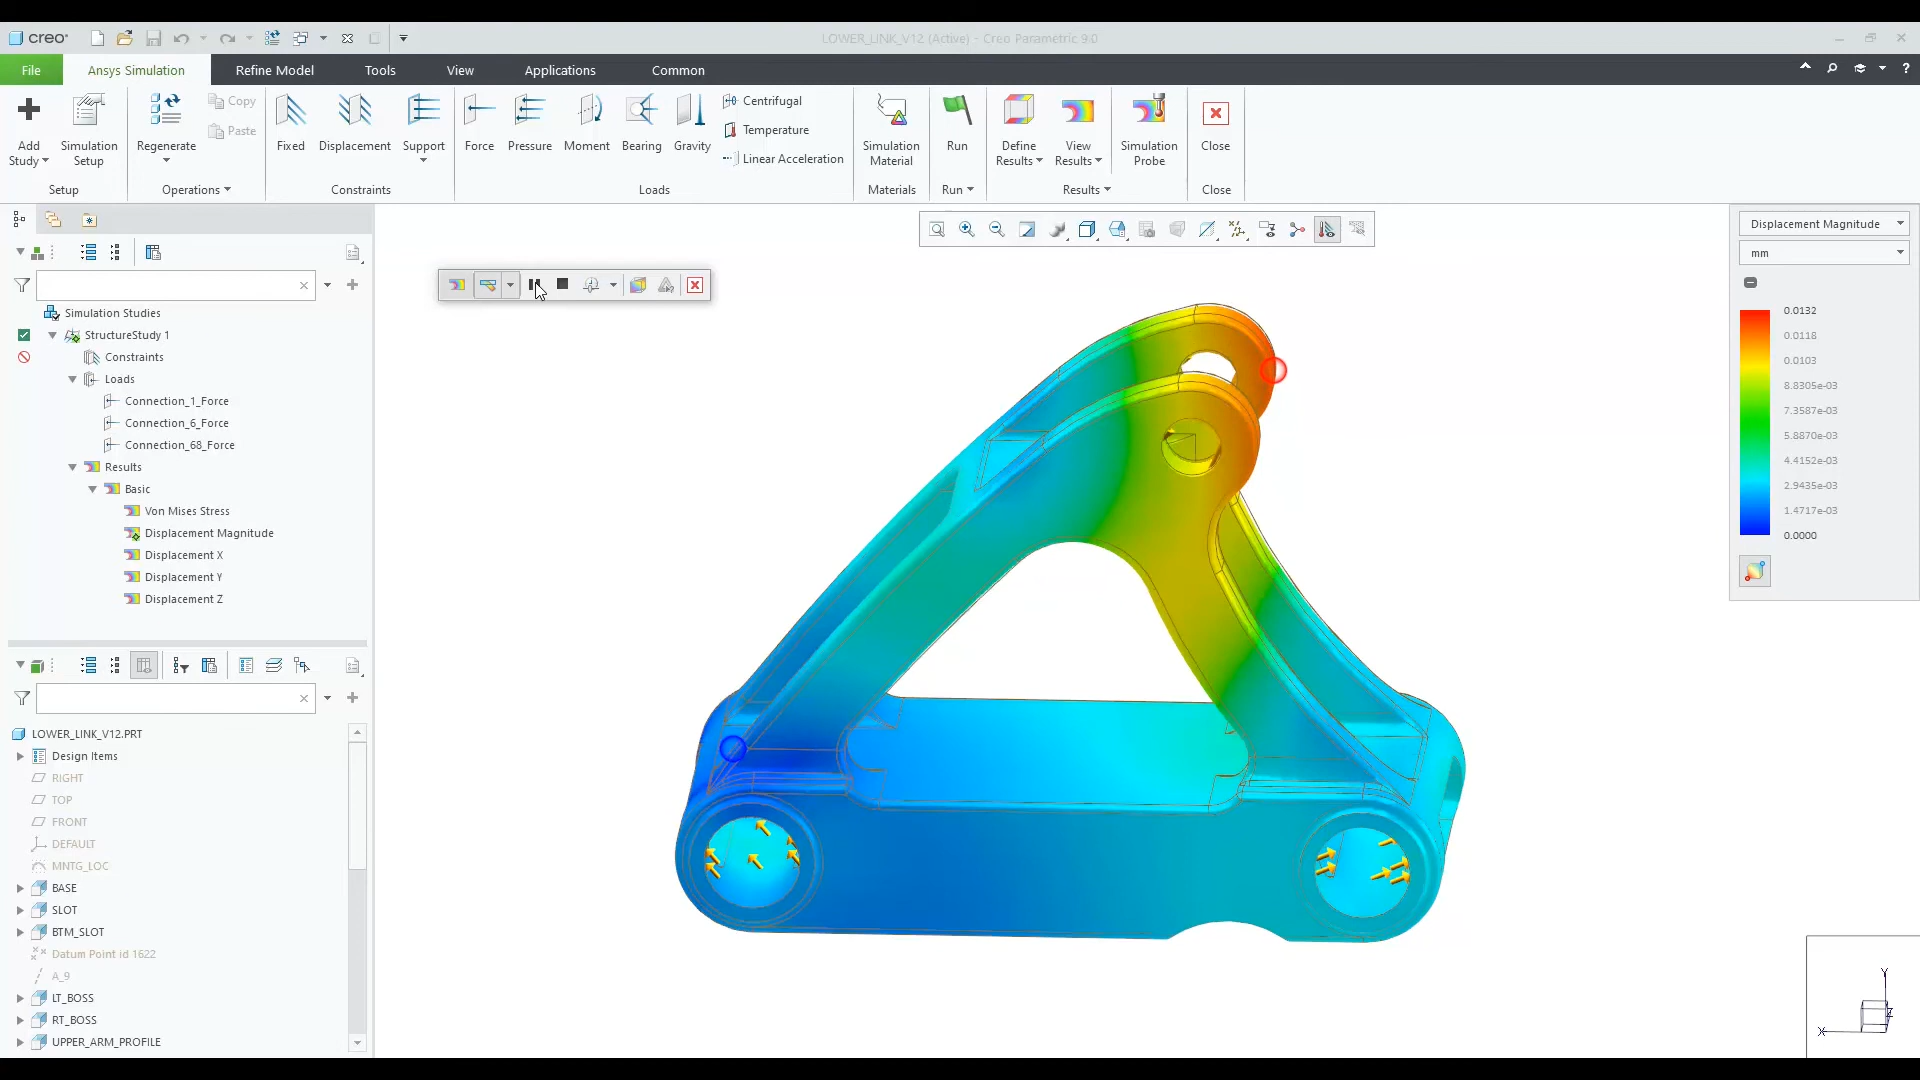 creo
LOWER_LINK_V12 (Active) - Creo Parametric 9.0
File
Ansys Simulation
Refine Model
Tools
View
Applications
Common
Add Study
Simulation Setup
Regenerate
Copy
Paste
Fixed
Displacement
Support
Force
Pressure
Moment
Bearing
Gravity
Centrifugal
Temperature
Linear Acceleration
Simulation Material
Run
Define Results
View Results
Simulation Probe
Close
Setup
Operations
Constraints
Loads
Materials
Run
Results
Close
Simulation Studies
StructureStudy 1
Constraints
Loads
Connection_1_Force
Connection_6_Force
Connection_68_Force
Results
Basic
Von Mises Stress
Displacement Magnitude
Displacement X
Displacement Y
Displacement Z
LOWER_LINK_V12.PRT
Design Items
RIGHT
TOP
FRONT
DEFAULT
MNTG_LOC
BASE
SLOT
BTM_SLOT
Datum Point id 1622
A_9
LT_BOSS
RT_BOSS
UPPER_ARM_PROFILE
Displacement Magnitude
mm
0.0132
0.0118
0.0103
8.8305e-03
7.3587e-03
5.8870e-03
4.4152e-03
2.9435e-03
1.4717e-03
0.0000
Y
Z
X